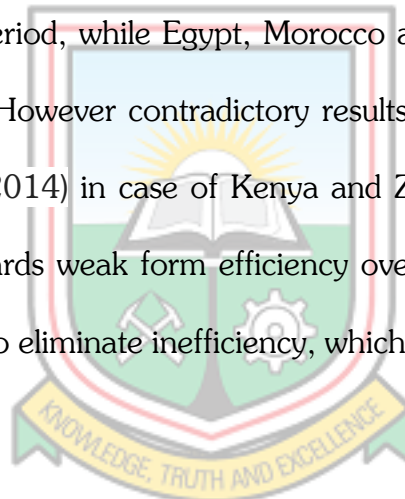 eriod, while Egypt, Morocco a
However contradictory results
2014) in case of Kenya and Z
ards weak form efficiency ove
o eliminate inefficiency, which
KNOWLEDGE, TRUTH AND EXCELLENCE